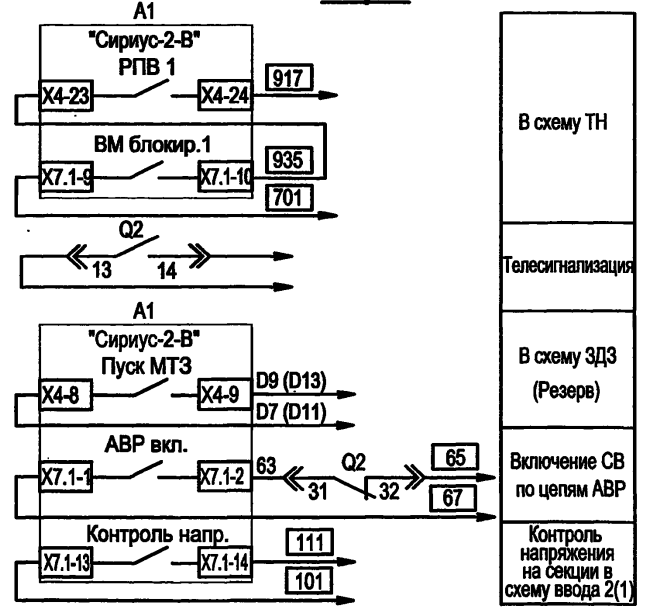 A1
"Сириус-2-В"
РПВ 1
X4-23
X4-24
917
ВМ блокир.1
X7.1-9
X7.1-10
935
701
В схему ТН
Q2
13
14
Телесигнализация
A1
"Сириус-2-В"
Пуск МТЗ
X4-8
X4-9
D9 (D13)
D7 (D11)
В схему ЗДЗ
(Резерв)
АВР вкл.
X7.1-1
X7.1-2
63
31
Q2
32
65
67
Включение СВ
по цепям АВР
Контроль напр.
X7.1-13
X7.1-14
111
101
Контроль
напряжения
на секции в
схему ввода 2(1)